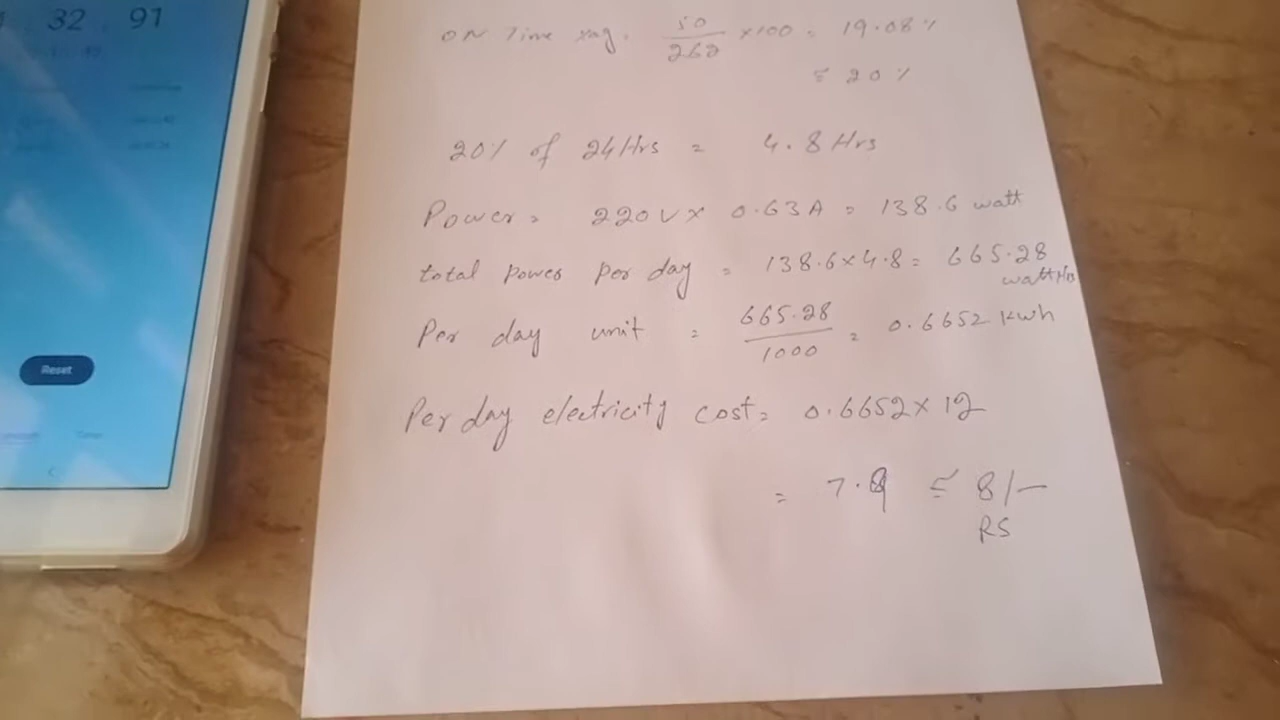 32 91
ON Time
50
262 ×100 = 19.08%
≅ 20%
20% of 24 Hrs = 4.8 Hrs
Power = 220V × 0.63A = 138.6 watt
total power per day = 138.6×4.8 = 665.28
watt Hrs
Per day unit = 665.28
1000 = 0.6652 kwh
Per day electricity cost = 0.6652 × 12
= 7.9 ≅ 8/-
RS
Reset